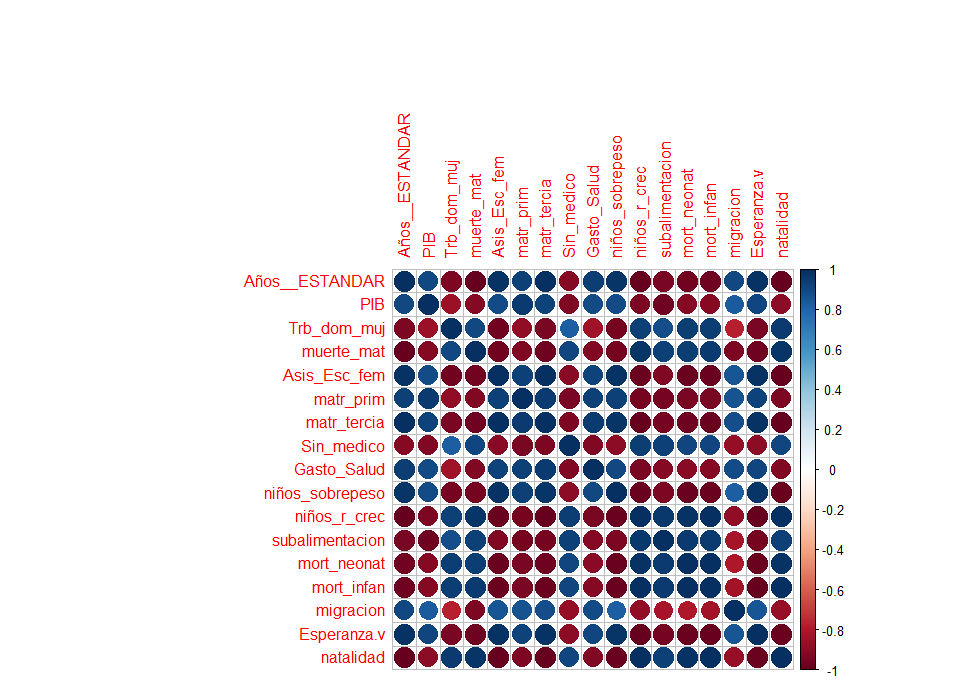 Años__ESTANDAR
PIB
Trb_dom_muj
muerte_mat
Asis_Esc_fem
matr_prim
matr_tercia
Sin_medico
Gasto_Salud
niños_sobrepeso
niños_r_crec
subalimentacion
mort_neonat
mort_infan
migracion
Esperanza.v
natalidad
Años__ESTANDAR
PIB
Trb_dom_muj
muerte_mat
Asis_Esc_fem
matr_prim
matr_tercia
Sin_medico
Gasto_Salud
niños_sobrepeso
niños_r_crec
subalimentacion
mort_neonat
mort_infan
migracion
Esperanza.v
natalidad
1
0.8
0.6
0.4
0.2
0
-0.2
-0.4
-0.6
-0.8
-1